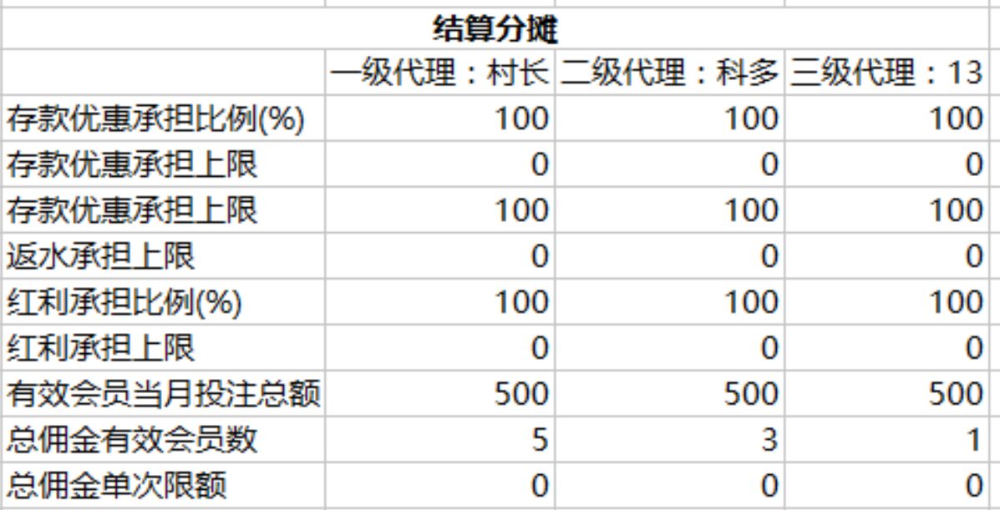 结算分摊
一级代理：村长 二级代理：科多 三级代理：13
存款优惠承担比例(%) 100 100 100
存款优惠承担上限 0 0 0
存款优惠承担上限 100 100 100
返水承担上限 0 0 0
红利承担比例(%) 100 100 100
红利承担上限 0 0 0
有效会员当月投注总额 500 500 500
总佣金有效会员数 5 3 1
总佣金单次限额 0 0 0